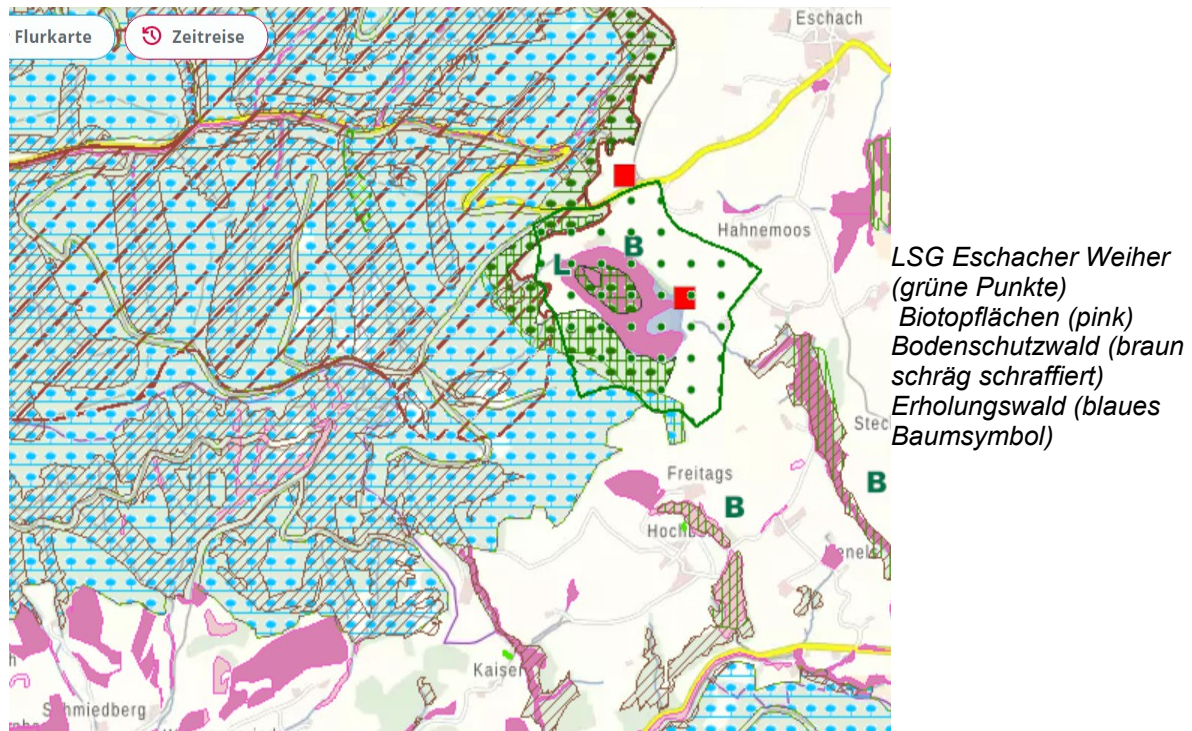 Flurkarte
Zeitreise
Eschach
Hahnemoos
B
L
Freitags
B
B
Kaiser
LSG Eschacher Weiher
(grüne Punkte)
Biotopflächen (pink)
Bodenschutzwald (braun
schräg schraffiert)
Erholungswald (blaues
Baumsymbol)